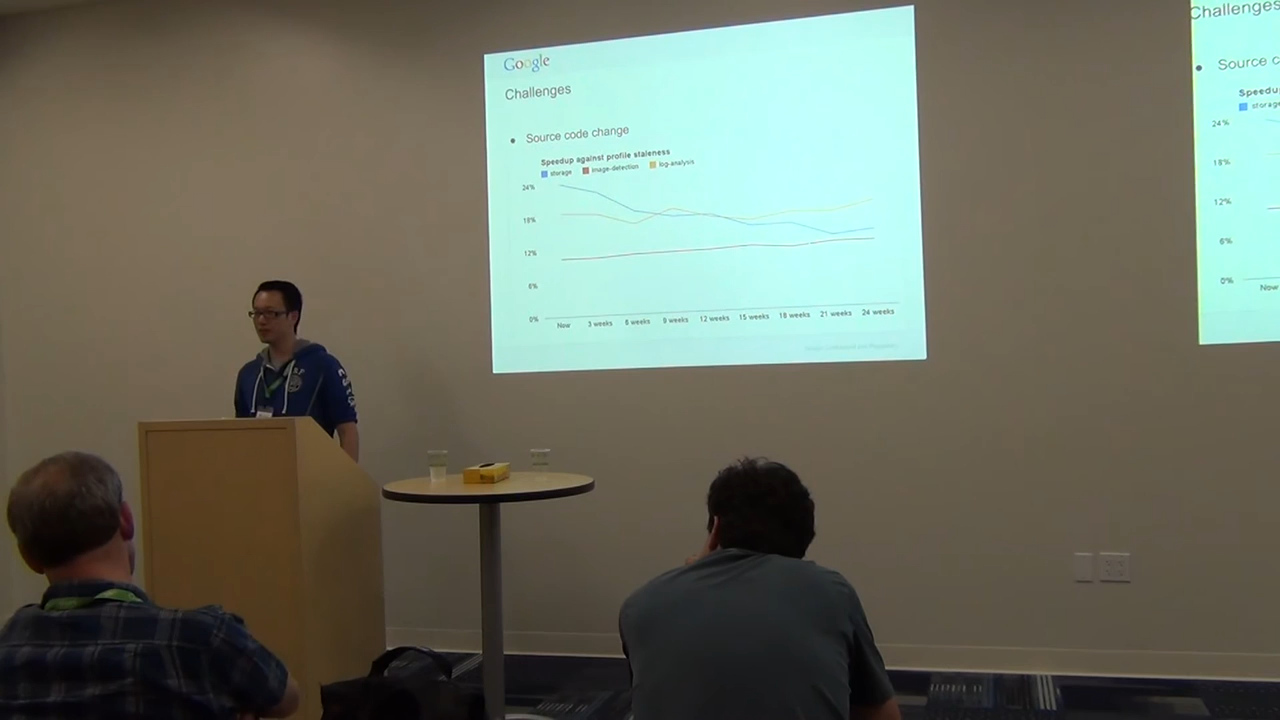 Google
Challenges
Source code change
Speedup against profile staleness
storage image-detection log-analysis
24%
18%
12%
6%
0%
Now 3 weeks 6 weeks 9 weeks 12 weeks 15 weeks 18 weeks 21 weeks 24 weeks
Challenges
Source c
Speedu
storage
24%
18%
12%
6%
0%
Now